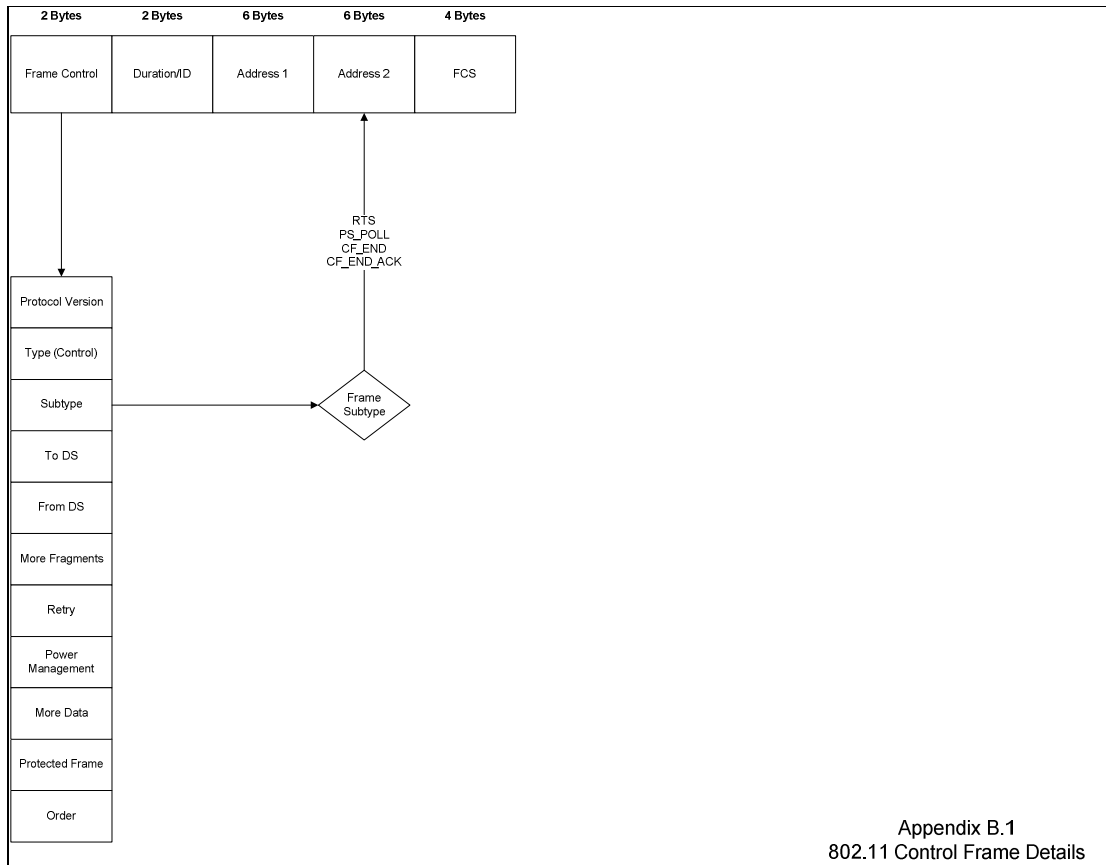 2 Bytes 2 Bytes 6 Bytes 6 Bytes 4 Bytes
Frame Control Duration/ID Address 1 Address 2 FCS
RTS
PS_POLL
CF_END
CF_END_ACK
Protocol Version
Type (Control)
Subtype
Frame
Subtype
To DS
From DS
More Fragments
Retry
Power
Management
More Data
Protected Frame
Order
Appendix B.1
802.11 Control Frame Details